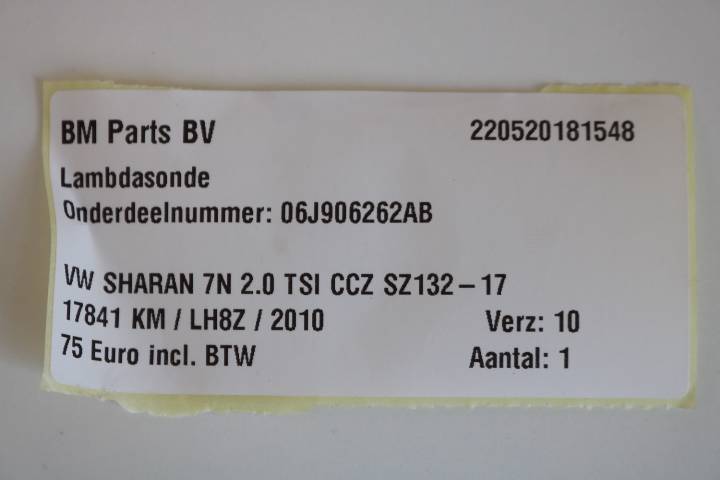 BM Parts BV 220520181548
Lambdasonde
Onderdeelnummer: 06J906262AB
VW SHARAN 7N 2.0 TSI CCZ SZ132-17
17841 KM / LH8Z / 2010 Verz: 10
75 Euro incl. BTW Aantal: 1